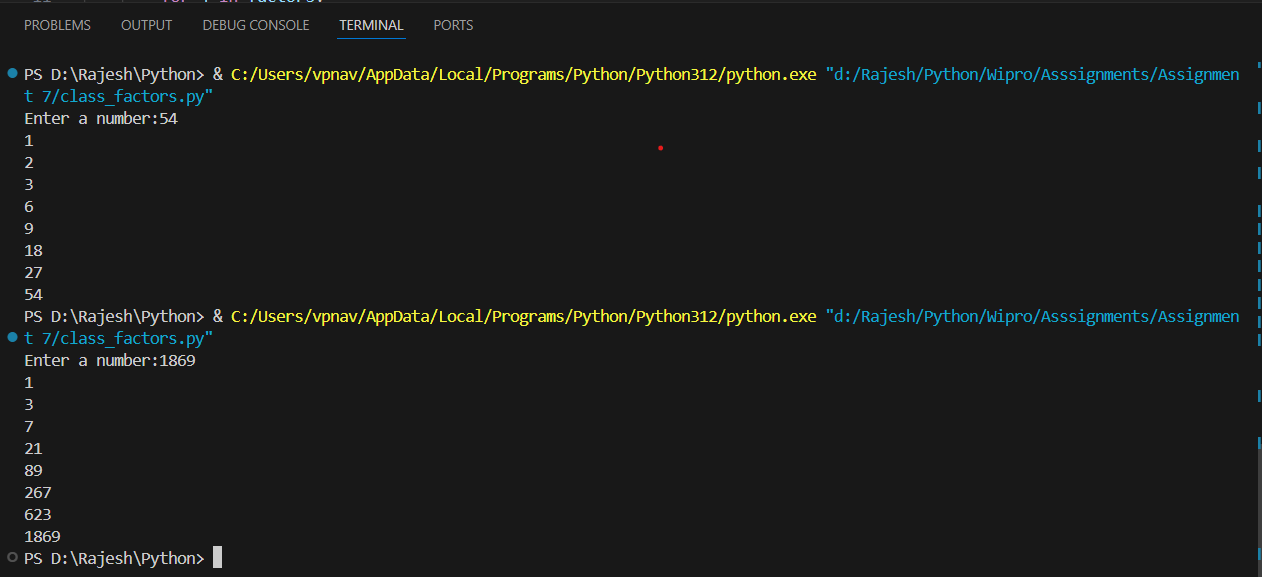 PROBLEMS OUTPUT DEBUG CONSOLE TERMINAL PORTS
PS D:\Rajesh\Python> & C:/Users/vpnav/AppData/Local/Programs/Python/Python312/python.exe "d:/Rajesh/Python/Wipro/Asssignments/Assignmen
t 7/class_factors.py"
Enter a number:54
1
2
3
6
9
18
27
54
PS D:\Rajesh\Python> & C:/Users/vpnav/AppData/Local/Programs/Python/Python312/python.exe "d:/Rajesh/Python/Wipro/Asssignments/Assignmen
t 7/class_factors.py"
Enter a number:1869
1
3
7
21
89
267
623
1869
PS D:\Rajesh\Python>